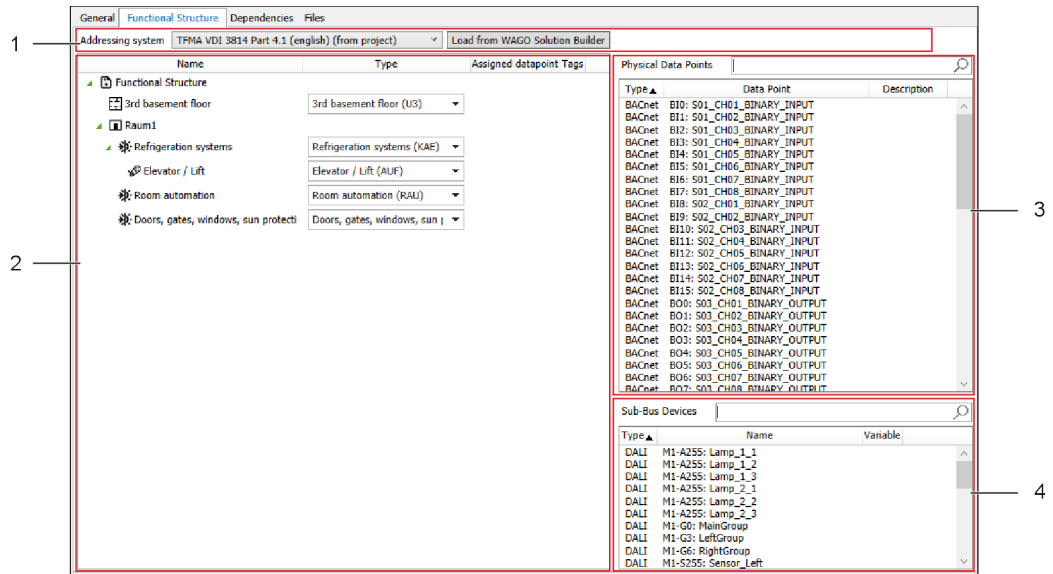 General Functional Structure Dependencies Files
1 Addressing system TFMA VDI 3814 Part 4.1 (english) (from project) Load from WAGO Solution Builder
Name Type Assigned datapoint Tags
Functional Structure
3rd basement floor 3rd basement floor (U3)
Raum1
Refrigeration systems Refrigeration systems (KAE)
Elevator / Lift Elevator / Lift (AUF)
Room automation Room automation (RAU)
Doors, gates, windows, sun protecti Doors, gates, windows, sun p
2
Physical Data Points
Type Data Point Description
BACnet BI0: S01_CH01_BINARY_INPUT
BACnet BI1: S01_CH02_BINARY_INPUT
BACnet BI2: S01_CH03_BINARY_INPUT
BACnet BI3: S01_CH04_BINARY_INPUT
BACnet BI4: S01_CH05_BINARY_INPUT
BACnet BI5: S01_CH06_BINARY_INPUT
BACnet BI6: S01_CH07_BINARY_INPUT
BACnet BI7: S01_CH08_BINARY_INPUT
BACnet BI8: S02_CH01_BINARY_INPUT
BACnet BI9: S02_CH02_BINARY_INPUT
BACnet BI10: S02_CH03_BINARY_INPUT
BACnet BI11: S02_CH04_BINARY_INPUT
BACnet BI12: S02_CH05_BINARY_INPUT
BACnet BI13: S02_CH06_BINARY_INPUT
BACnet BI14: S02_CH07_BINARY_INPUT
BACnet BI15: S02_CH08_BINARY_INPUT
BACnet BO0: S03_CH01_BINARY_OUTPUT
BACnet BO1: S03_CH02_BINARY_OUTPUT
BACnet BO2: S03_CH03_BINARY_OUTPUT
BACnet BO3: S03_CH04_BINARY_OUTPUT
BACnet BO4: S03_CH05_BINARY_OUTPUT
BACnet BO5: S03_CH06_BINARY_OUTPUT
BACnet BO6: S03_CH07_BINARY_OUTPUT
BACnet BO7: S03_CH08_BINARY_OUTPUT
3
Sub-Bus Devices
Type Name Variable
DALI M1-A255: Lamp_1_1
DALI M1-A255: Lamp_1_2
DALI M1-A255: Lamp_1_3
DALI M1-A255: Lamp_2_1
DALI M1-A255: Lamp_2_2
DALI M1-A255: Lamp_2_3
DALI M1-G0: MainGroup
DALI M1-G3: LeftGroup
DALI M1-G6: RightGroup
DALI M1-S255: Sensor_Left
4